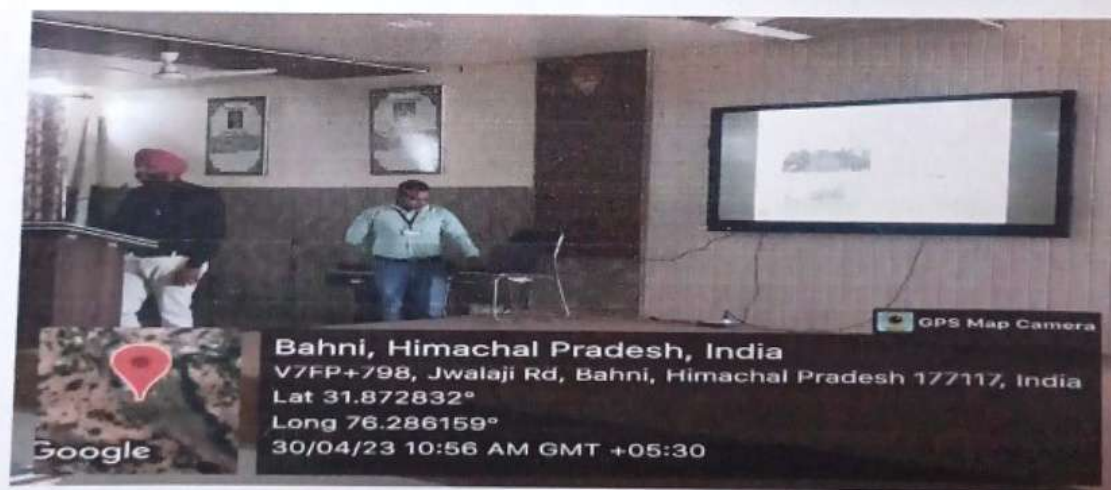 GPS Map Camera
Bahni, Himachal Pradesh, India
V7FP+798, Jwalaji Rd, Bahni, Himachal Pradesh 177117, India
Lat 31.872832°
Long 76.286159°
30/04/23 10:56 AM GMT +05:30
Google